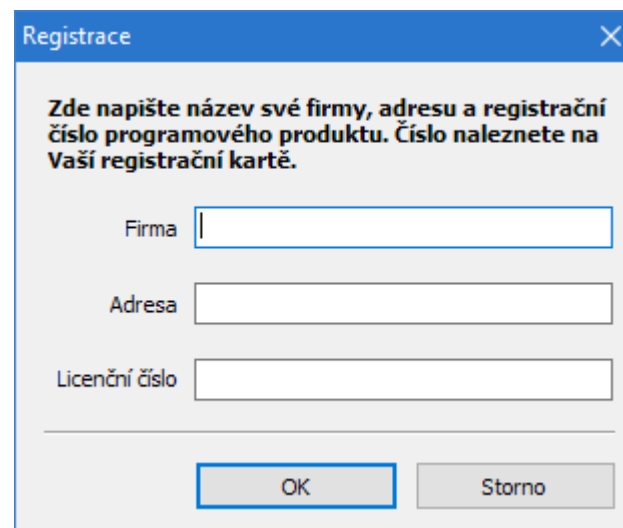 Registrace
Zde napište název své firmy, adresu a registrační
číslo programového produktu. Číslo naleznete na
Vaší registrační kartě.
Firma
Adresa
Licenční číslo
OK Storno